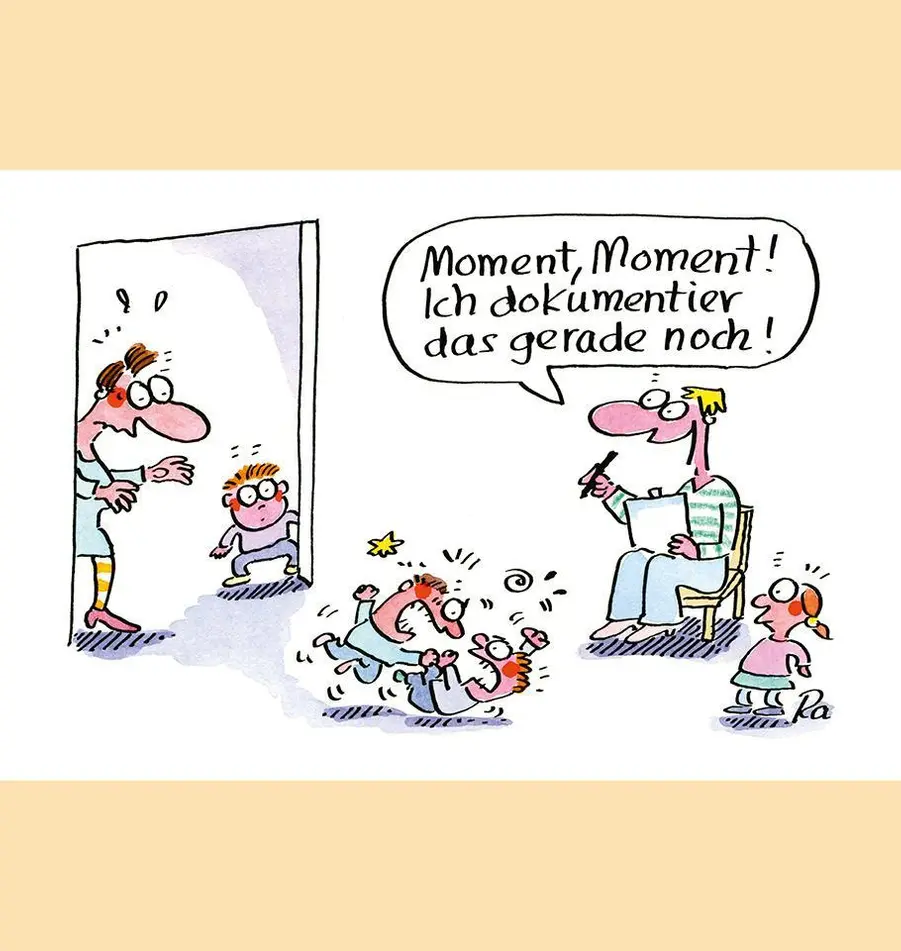 Moment, Moment!
Ich dokumentier
das gerade noch!
Ra